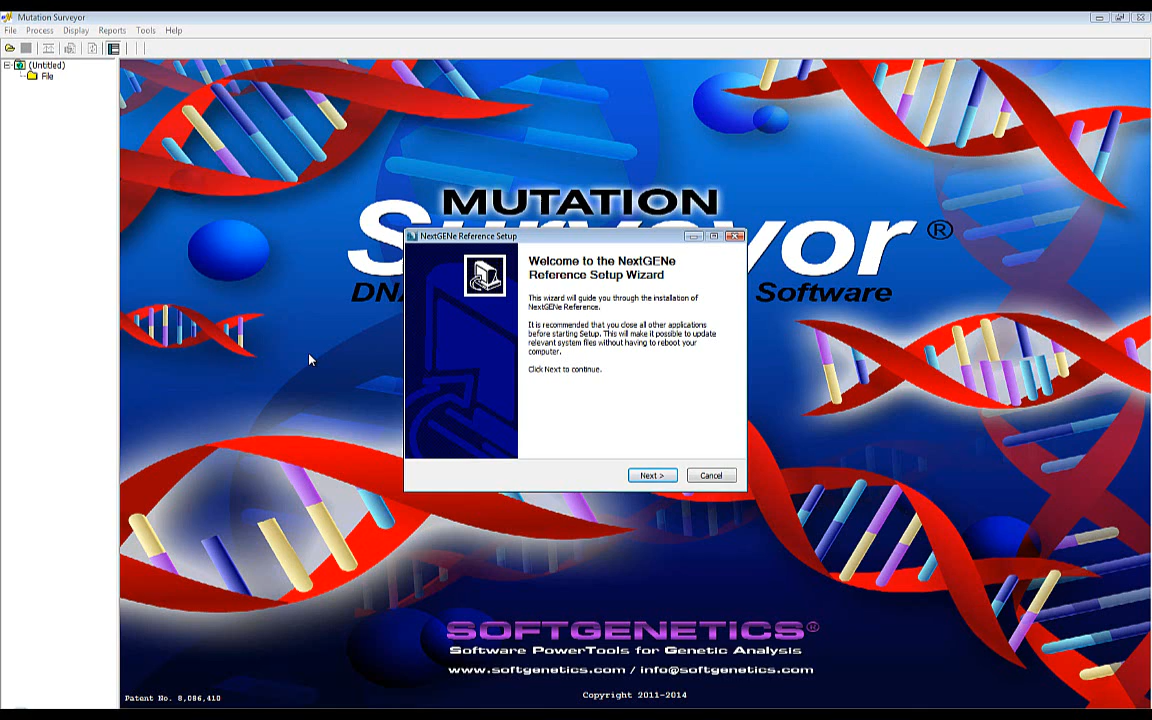 Mutation Surveyor
File Process Display Reports Tools Help
(Untitled)
File
MUTATION
Surveyor®
DNA
Software
NextGENe Reference Setup
Welcome to the NextGENe
Reference Setup Wizard
This wizard will guide you through the installation of
NextGENe Reference.
It is recommended that you close all other applications
before starting Setup. This will make it possible to update
relevant system files without having to reboot your
computer.
Click Next to continue.
Next >
Cancel
SOFTGENETICS®
Software PowerTools for Genetic Analysis
www.softgenetics.com / info@softgenetics.com
Patent No. 8,086,410
Copyright 2011-2014